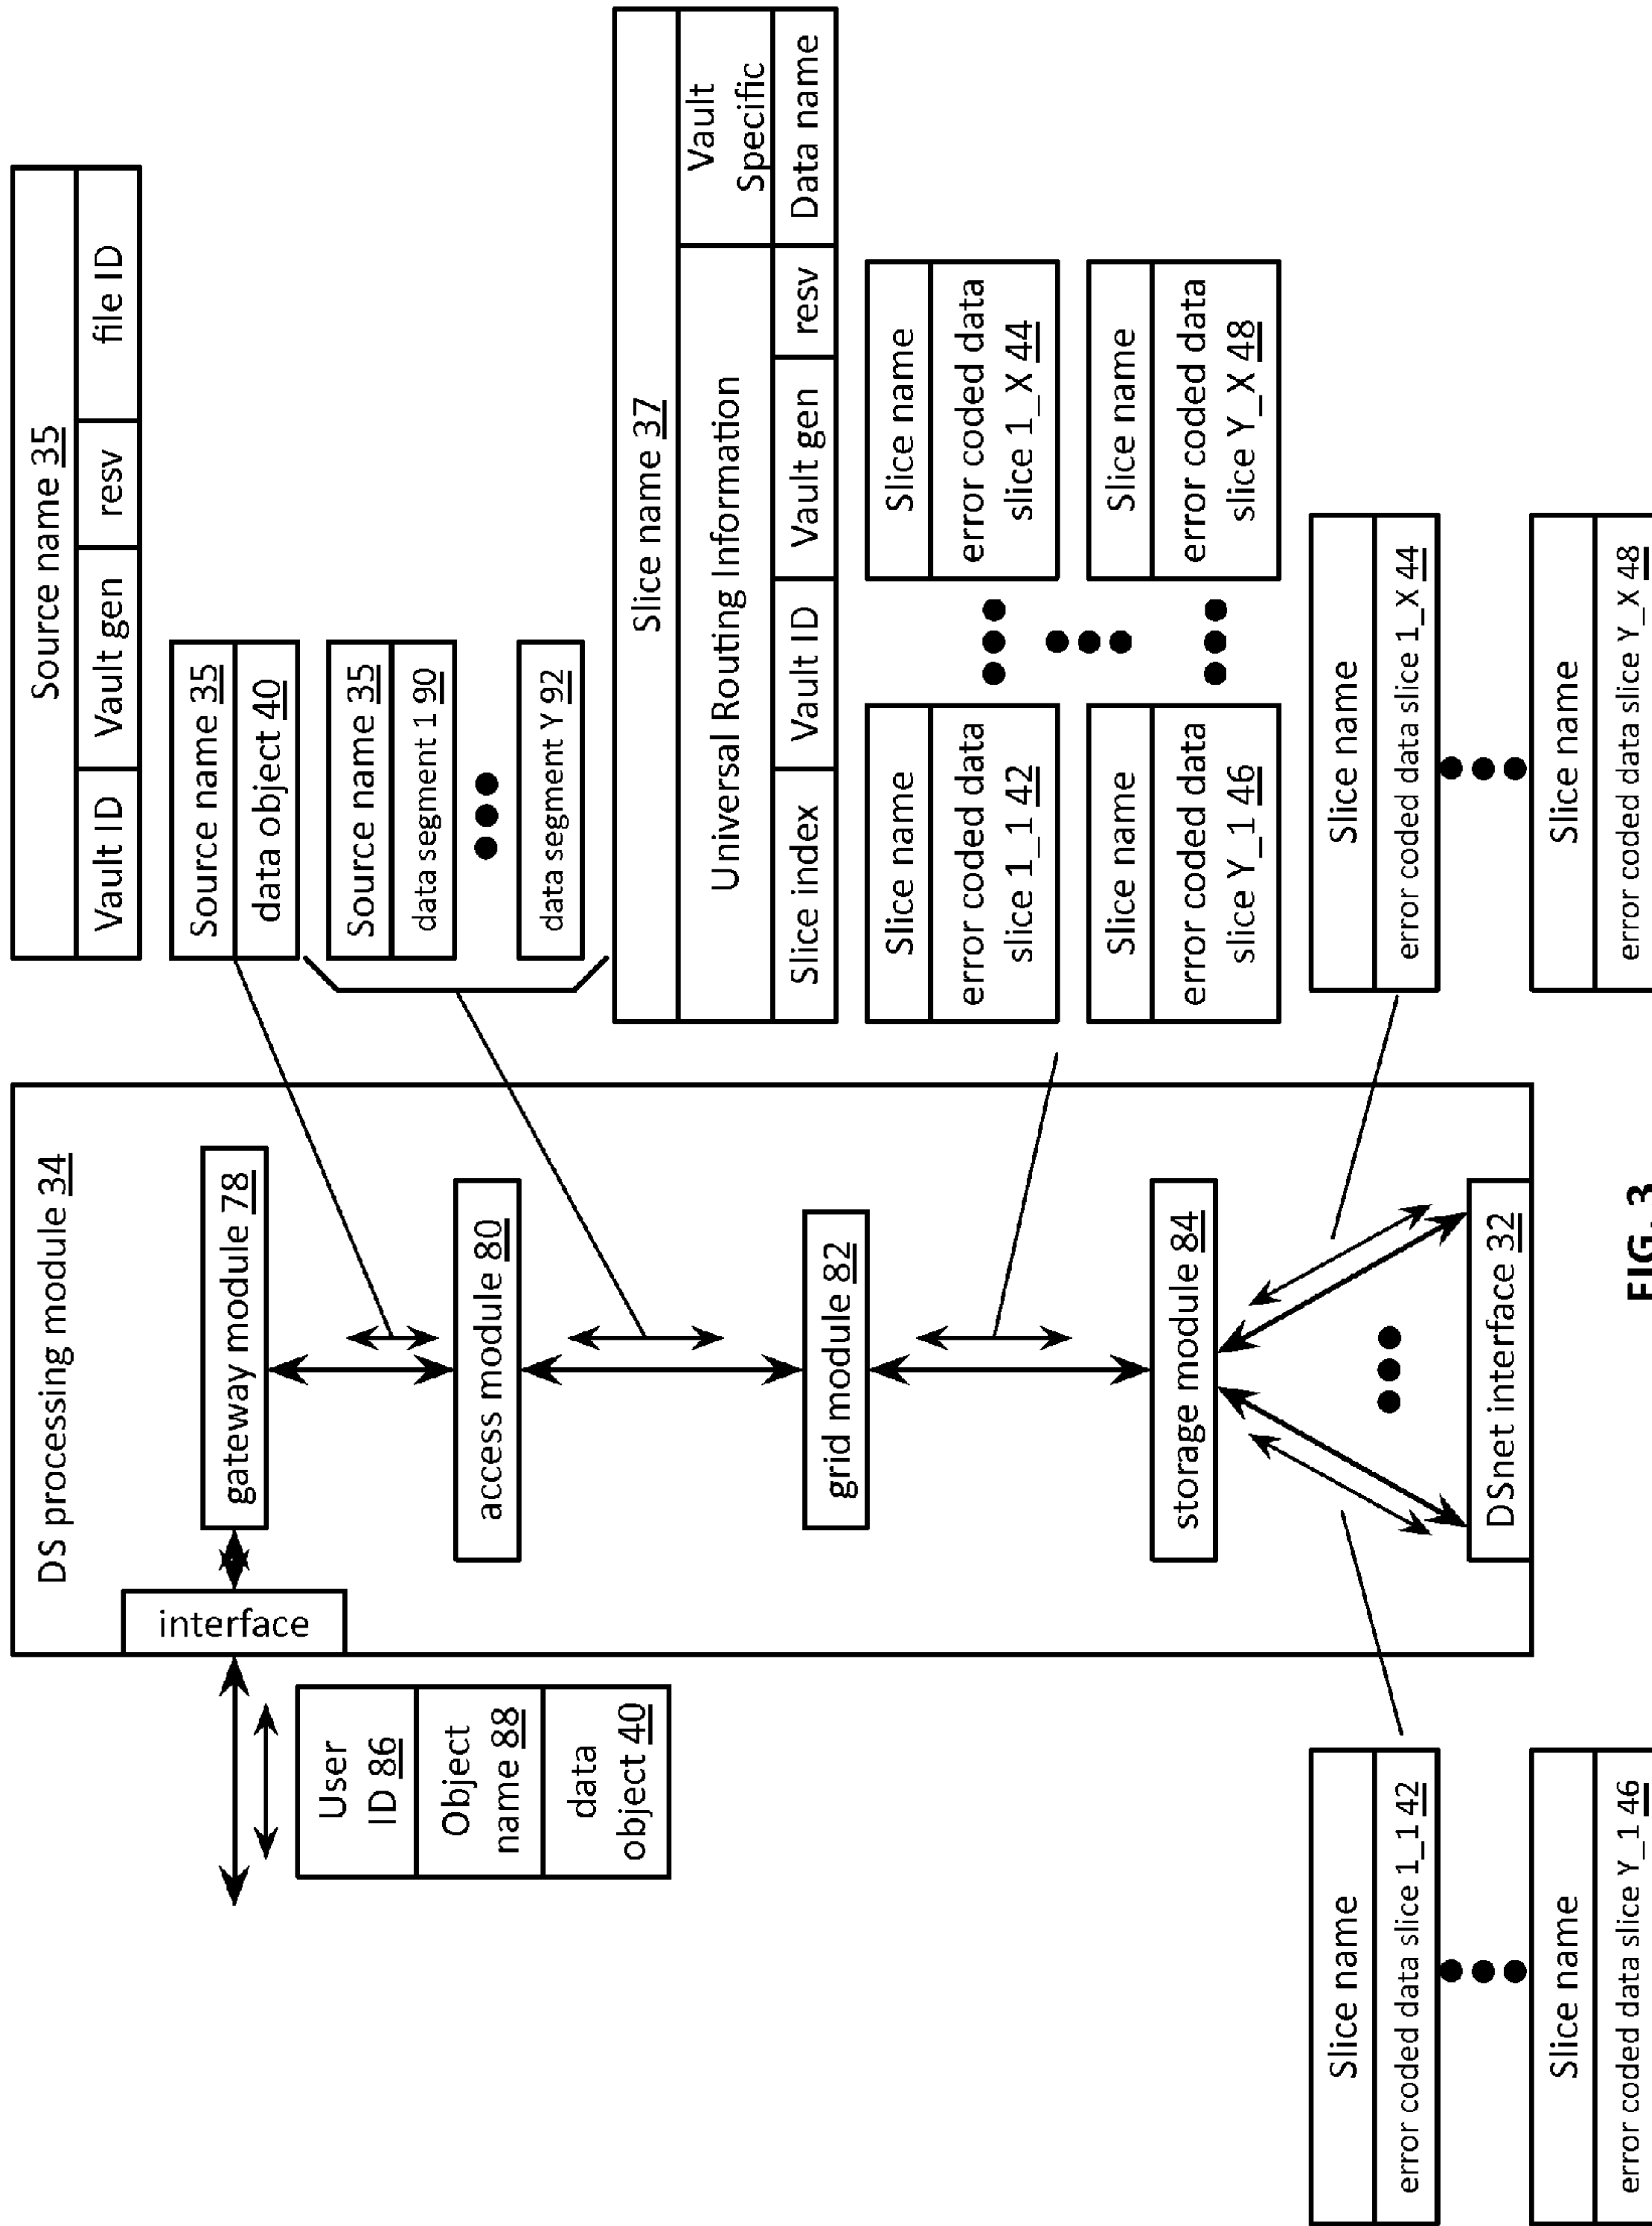 DS processing module 34
interface
gateway module 78
access module 80
grid module 82
storage module 84
DSnet interface 32
User
ID 86
Object
name 88
data
object 40
Source name 35
Vault ID
Vault gen
resv
file ID
Source name 35
data object 40
Source name 35
data segment 1 90
data segment Y 92
Slice name 37
Universal Routing Information
Vault
Specific
Slice index
Vault ID
Vault gen
resv
Data name
Slice name
error coded data
slice 1_1 42
Slice name
error coded data
slice 1_X 44
Slice name
error coded data
slice Y_1 46
Slice name
error coded data
slice Y_X 48
Slice name
error coded data slice 1_1 42
Slice name
error coded data slice Y_1 46
Slice name
error coded data slice 1_X 44
Slice name
error coded data slice Y_X 48
FIG. 3